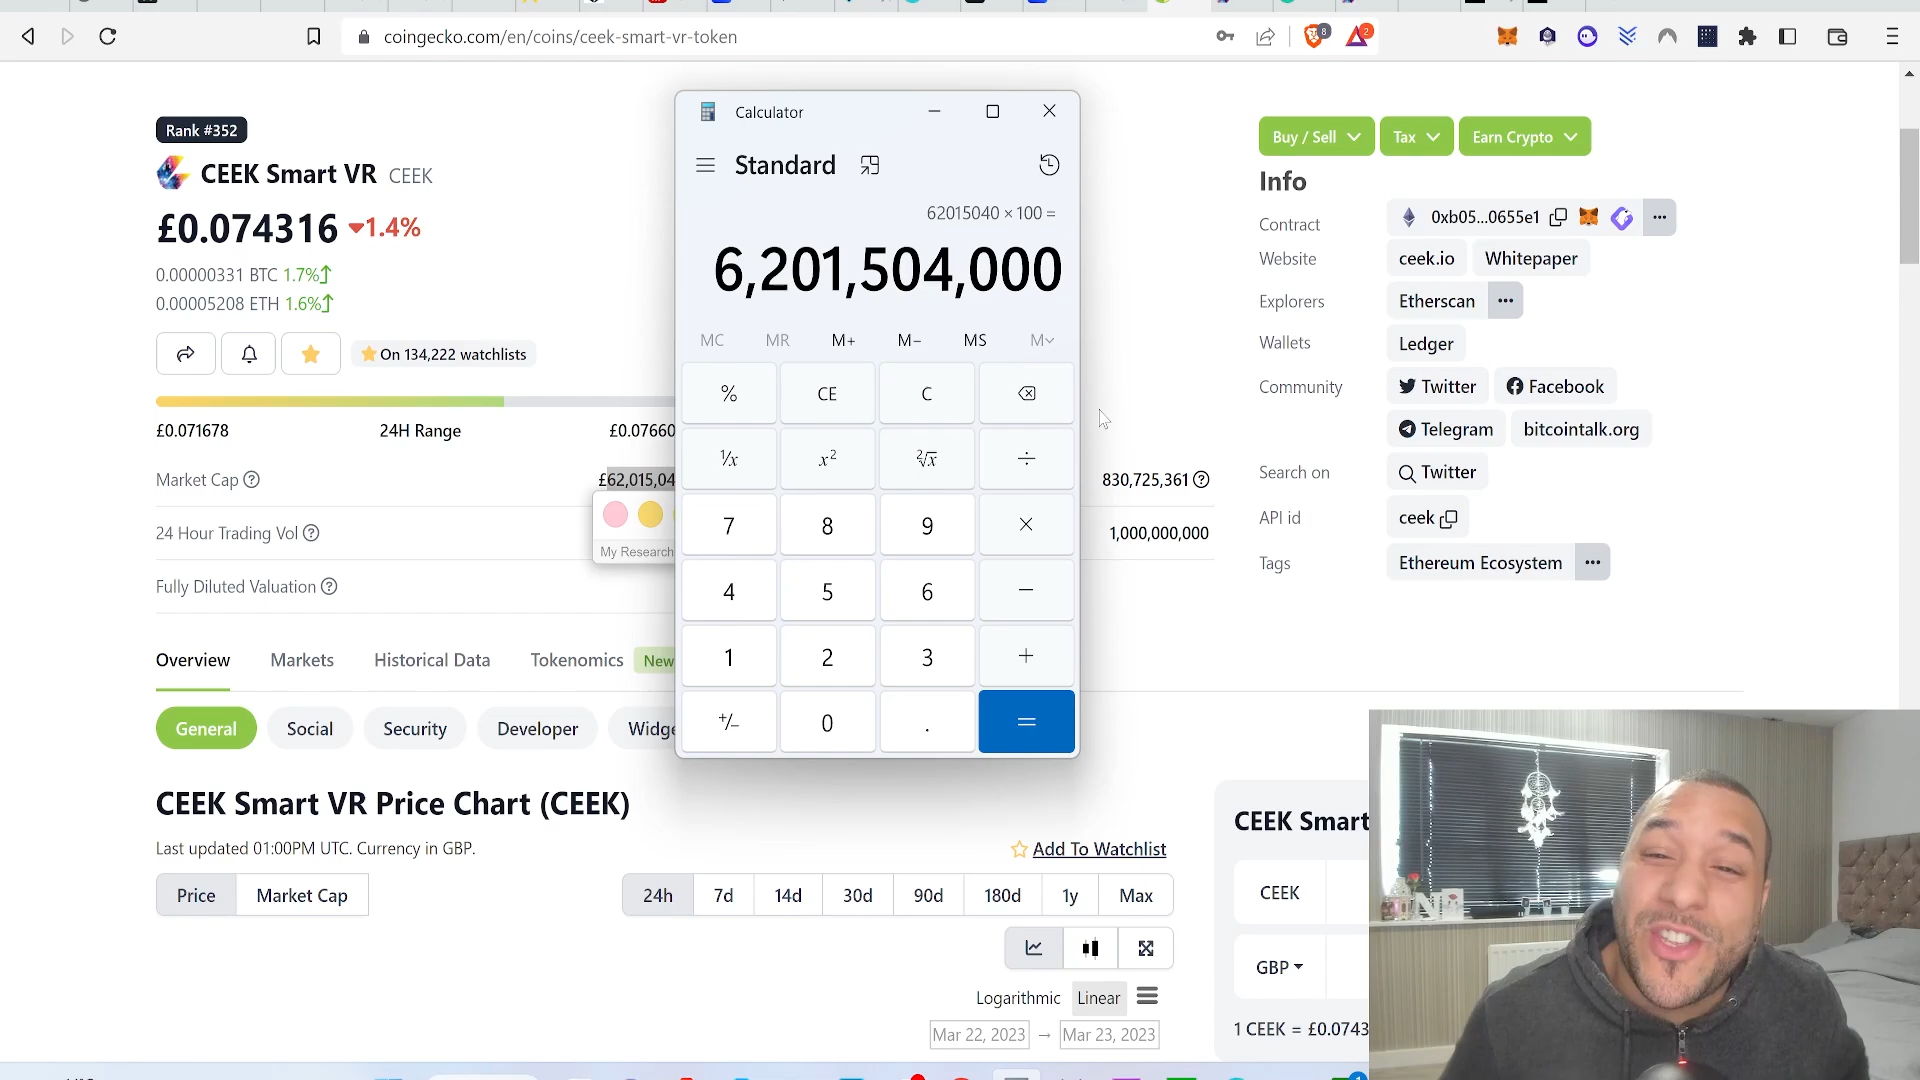 coingecko.com/en/coins/ceek-smart-vr-token
8
2
Rank #352
CEEK Smart VR CEEK
£0.074316 1.4%
0.00000331 BTC 1.7%
0.00005208 ETH 1.6%
On 134,222 watchlists
£0.071678 24H Range £0.07660
Market Cap £62,015,04 830,725,361
24 Hour Trading Vol 1,000,000,000
My Research
Fully Diluted Valuation
Overview Markets Historical Data Tokenomics New
General Social Security Developer
CEEK Smart VR Price Chart (CEEK)
Last updated 01:00PM UTC. Currency in GBP.
Add To Watchlist
Price Market Cap
24h 7d 14d 30d 90d 180d 1y Max
Logarithmic Linear
Mar 22, 2023 → Mar 23, 2023
Calculator
Standard
62015040 × 100 =
6,201,504,000
MC MR M+ M− MS M
% CE C
¹/x x² ²√x ÷
7 8 9 ×
4 5 6 −
1 2 3 +
+/− 0 . =
Buy / Sell Tax Earn Crypto
Info
Contract 0xb05...0655e1 ...
Website ceek.io Whitepaper
Explorers Etherscan ...
Wallets Ledger
Community Twitter Facebook
Telegram bitcointalk.org
Search on Twitter
API id ceek
Tags Ethereum Ecosystem ...
CEEK Smart
CEEK
GBP
1 CEEK = £0.0743